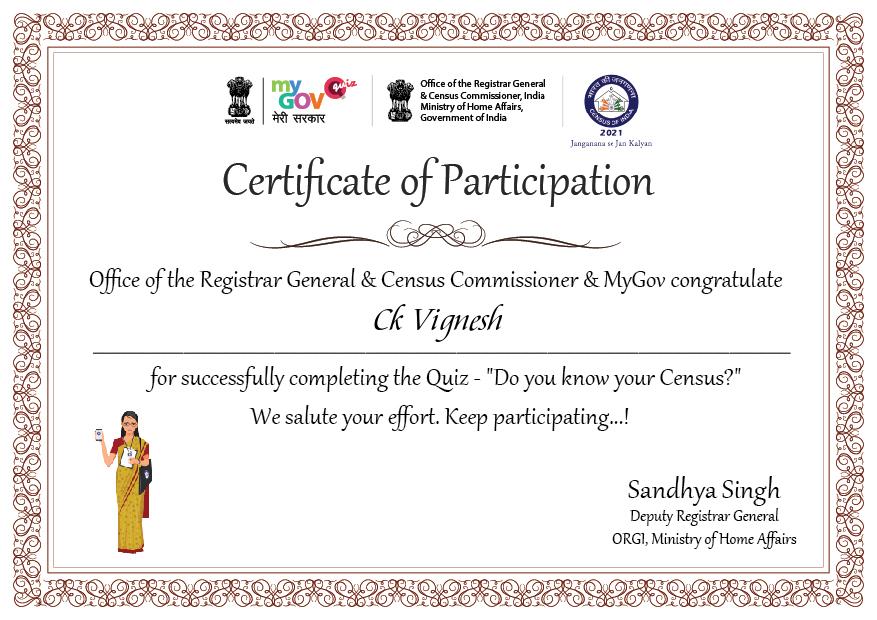 सत्यमेव जयते
my
GOV
Quiz
मेरी सरकार
Office of the Registrar General
& Census Commissioner, India
Ministry of Home Affairs,
Government of India
भारत की जनगणना
CENSUS OF INDIA
2021
Janganana se Jan Kalyan
Certificate of Participation
Office of the Registrar General & Census Commissioner & MyGov congratulate
Ck Vignesh
for successfully completing the Quiz - "Do you know your Census?"
We salute your effort. Keep participating...!
Sandhya Singh
Deputy Registrar General
ORGI, Ministry of Home Affairs